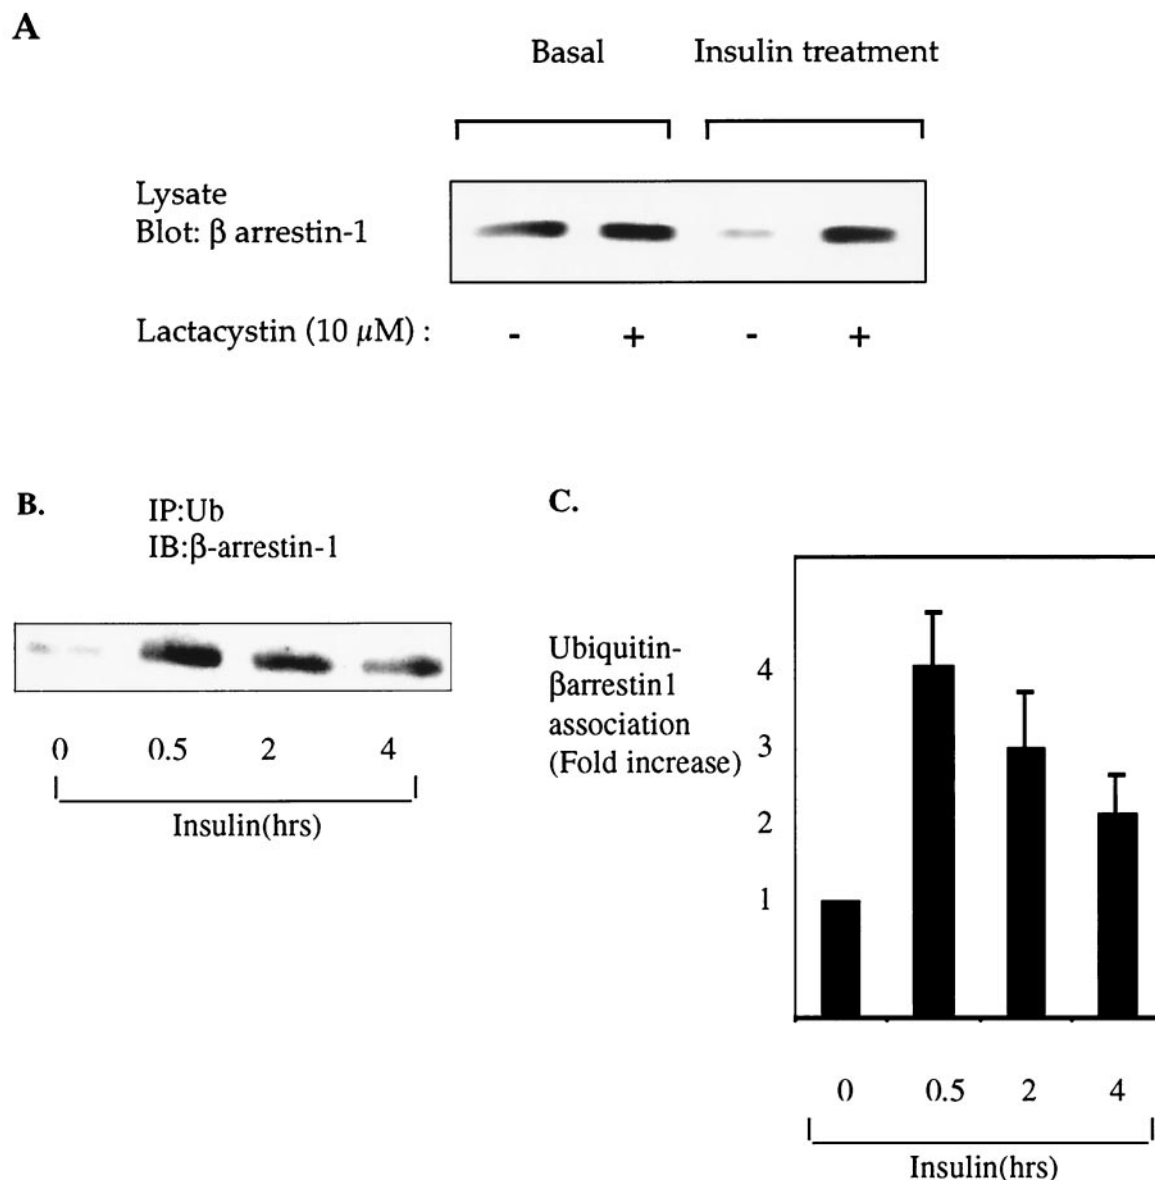 A
Basal Insulin treatment
Lysate
Blot: β arrestin-1
Lactacystin (10 μM) : - + - +
B.
IP:Ub
IB:β-arrestin-1
0 0.5 2 4
Insulin(hrs)
C.
Ubiquitin-
βarrestin1
association
(Fold increase)
4
3
2
1
0 0.5 2 4
Insulin(hrs)